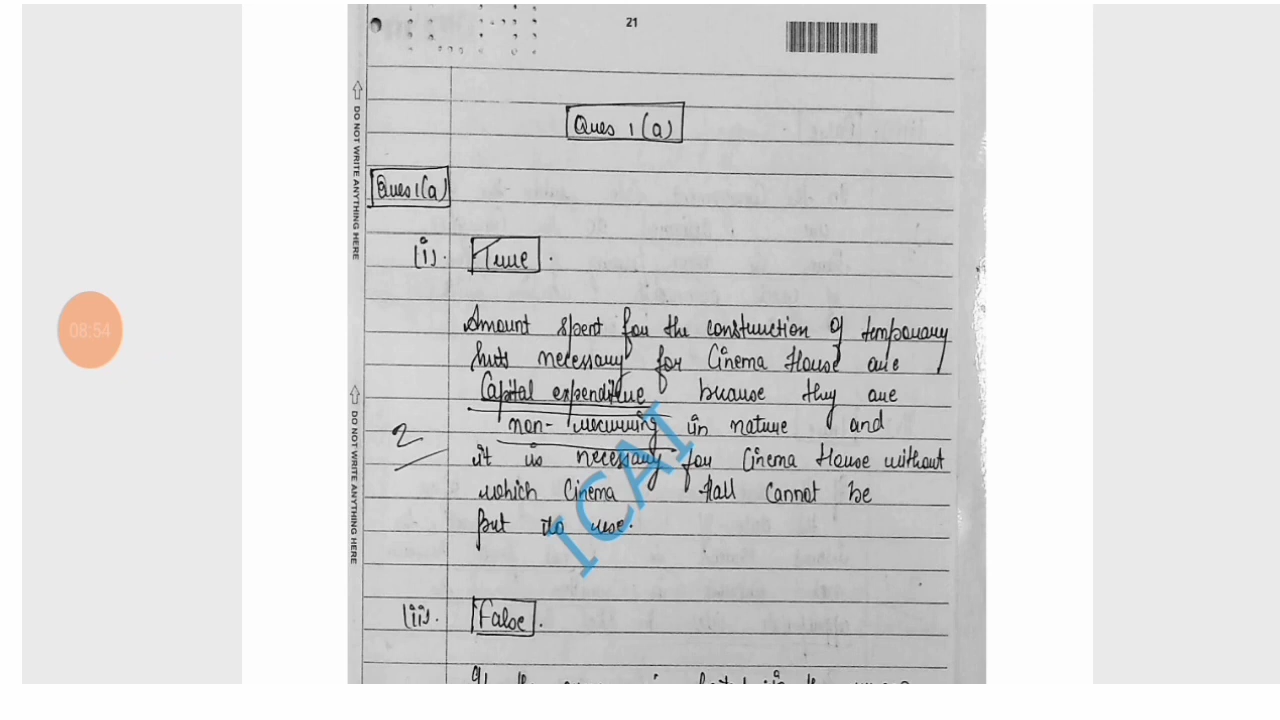 21
Ques 1(a)
Ques 1(a)
(i). True.
Amount spent for the construction of temporary
huts necessary for Cinema House are
Capital expenditure because they are
non-recurring in nature and
2
it is necessary for Cinema House without
which Cinema Hall cannot be
put to use.
(ii). False.
DO NOT WRITE ANYTHING HERE
DO NOT WRITE ANYTHING HERE
ICAI
08:54